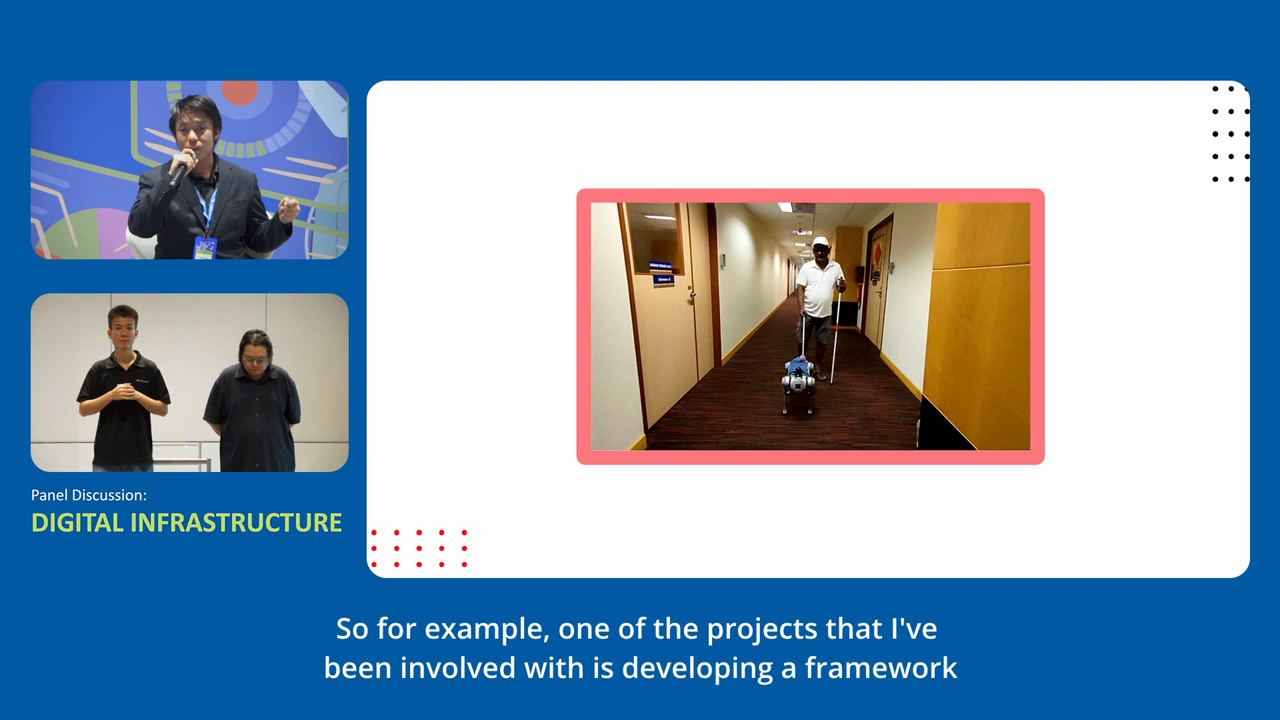 Panel Discussion:
DIGITAL INFRASTRUCTURE
So for example, one of the projects that I've
been involved with is developing a framework